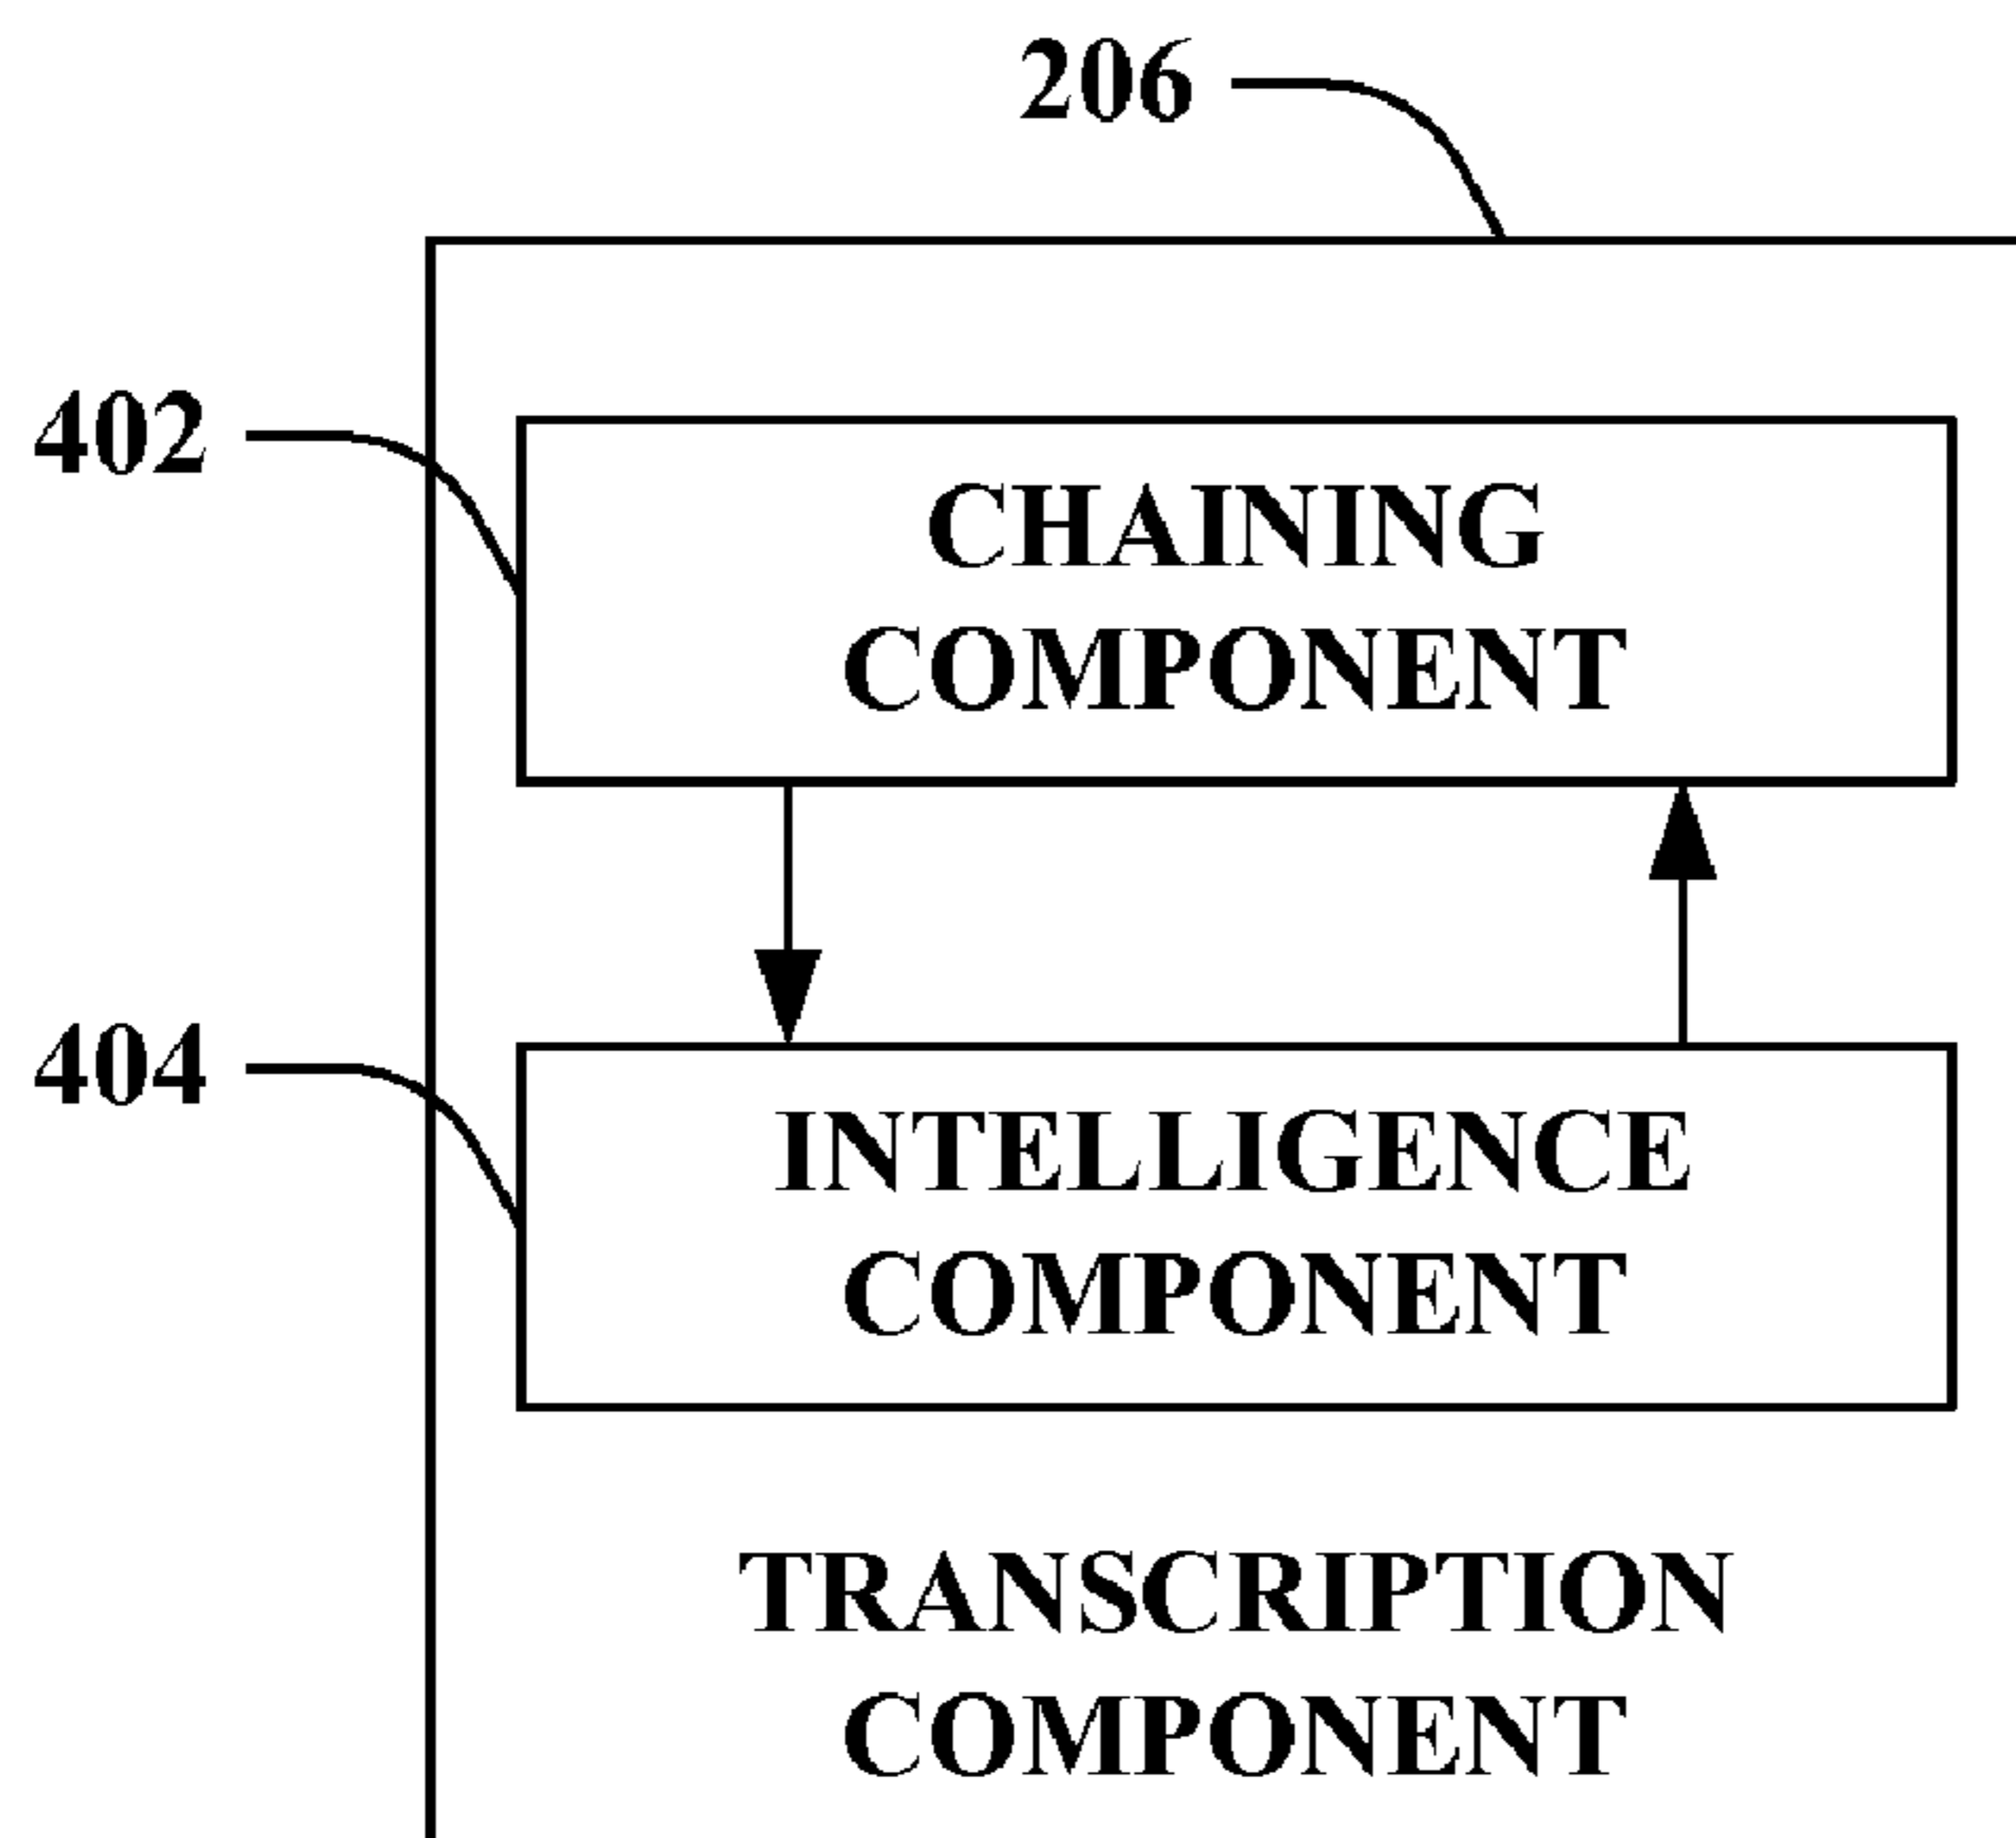 206
402
CHAINING
COMPONENT
404
INTELLIGENCE
COMPONENT
TRANSCRIPTION
COMPONENT